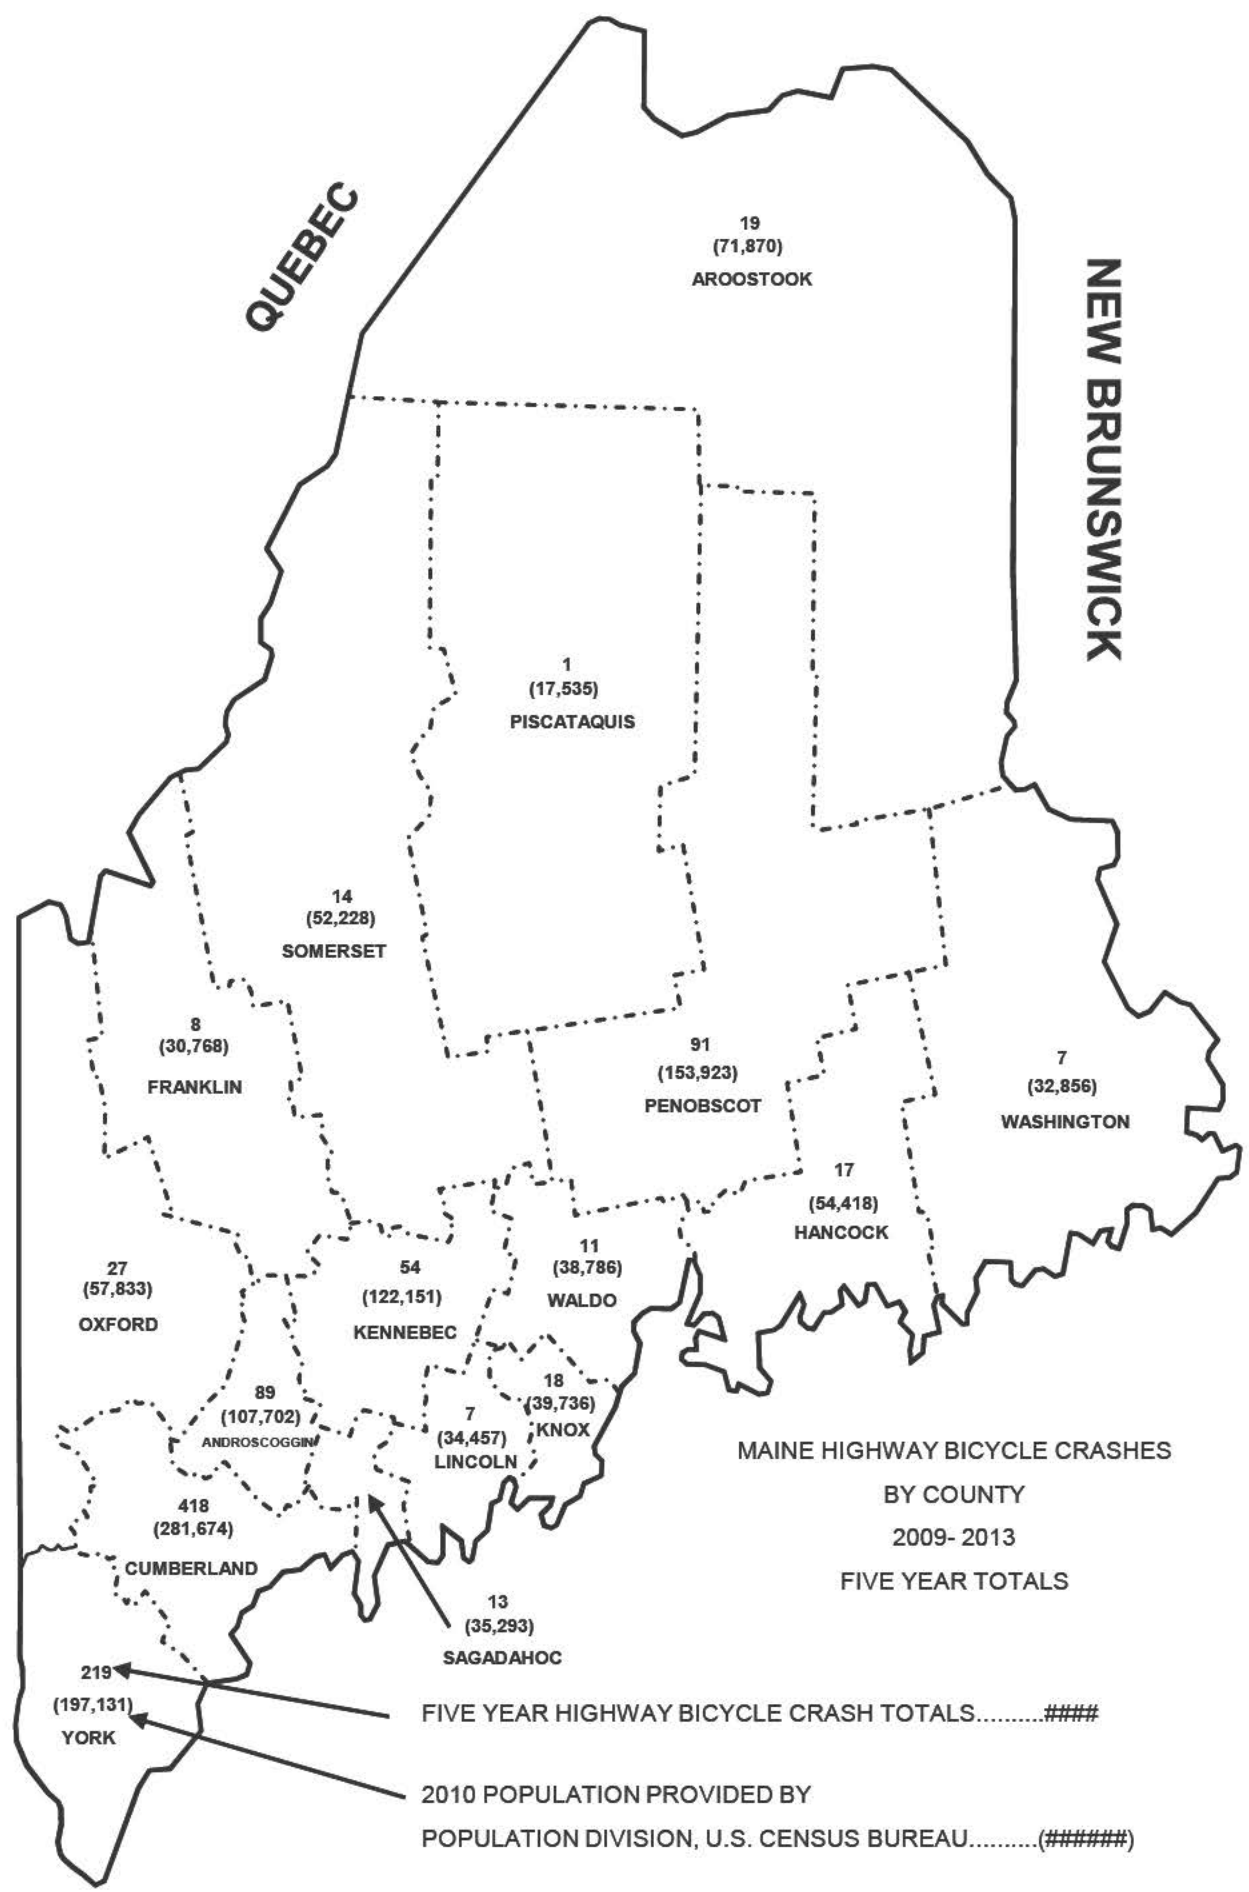 QUEBEC
NEW BRUNSWICK
19
(71,870)
AROOSTOOK
1
(17,535)
PISCATAQUIS
14
(52,228)
SOMERSET
8
(30,768)
FRANKLIN
91
(153,923)
PENOBSCOT
7
(32,856)
WASHINGTON
17
(54,418)
HANCOCK
27
(57,833)
OXFORD
54
(122,151)
KENNEBEC
11
(38,786)
WALDO
89
(107,702)
ANDROSCOGGIN
18
(39,736)
KNOX
7
(34,457)
LINCOLN
418
(281,674)
CUMBERLAND
13
(35,293)
SAGADAHOC
219
(197,131)
YORK
MAINE HIGHWAY BICYCLE CRASHES
BY COUNTY
2009- 2013
FIVE YEAR TOTALS
FIVE YEAR HIGHWAY BICYCLE CRASH TOTALS..........####
2010 POPULATION PROVIDED BY
POPULATION DIVISION, U.S. CENSUS BUREAU..........(######)